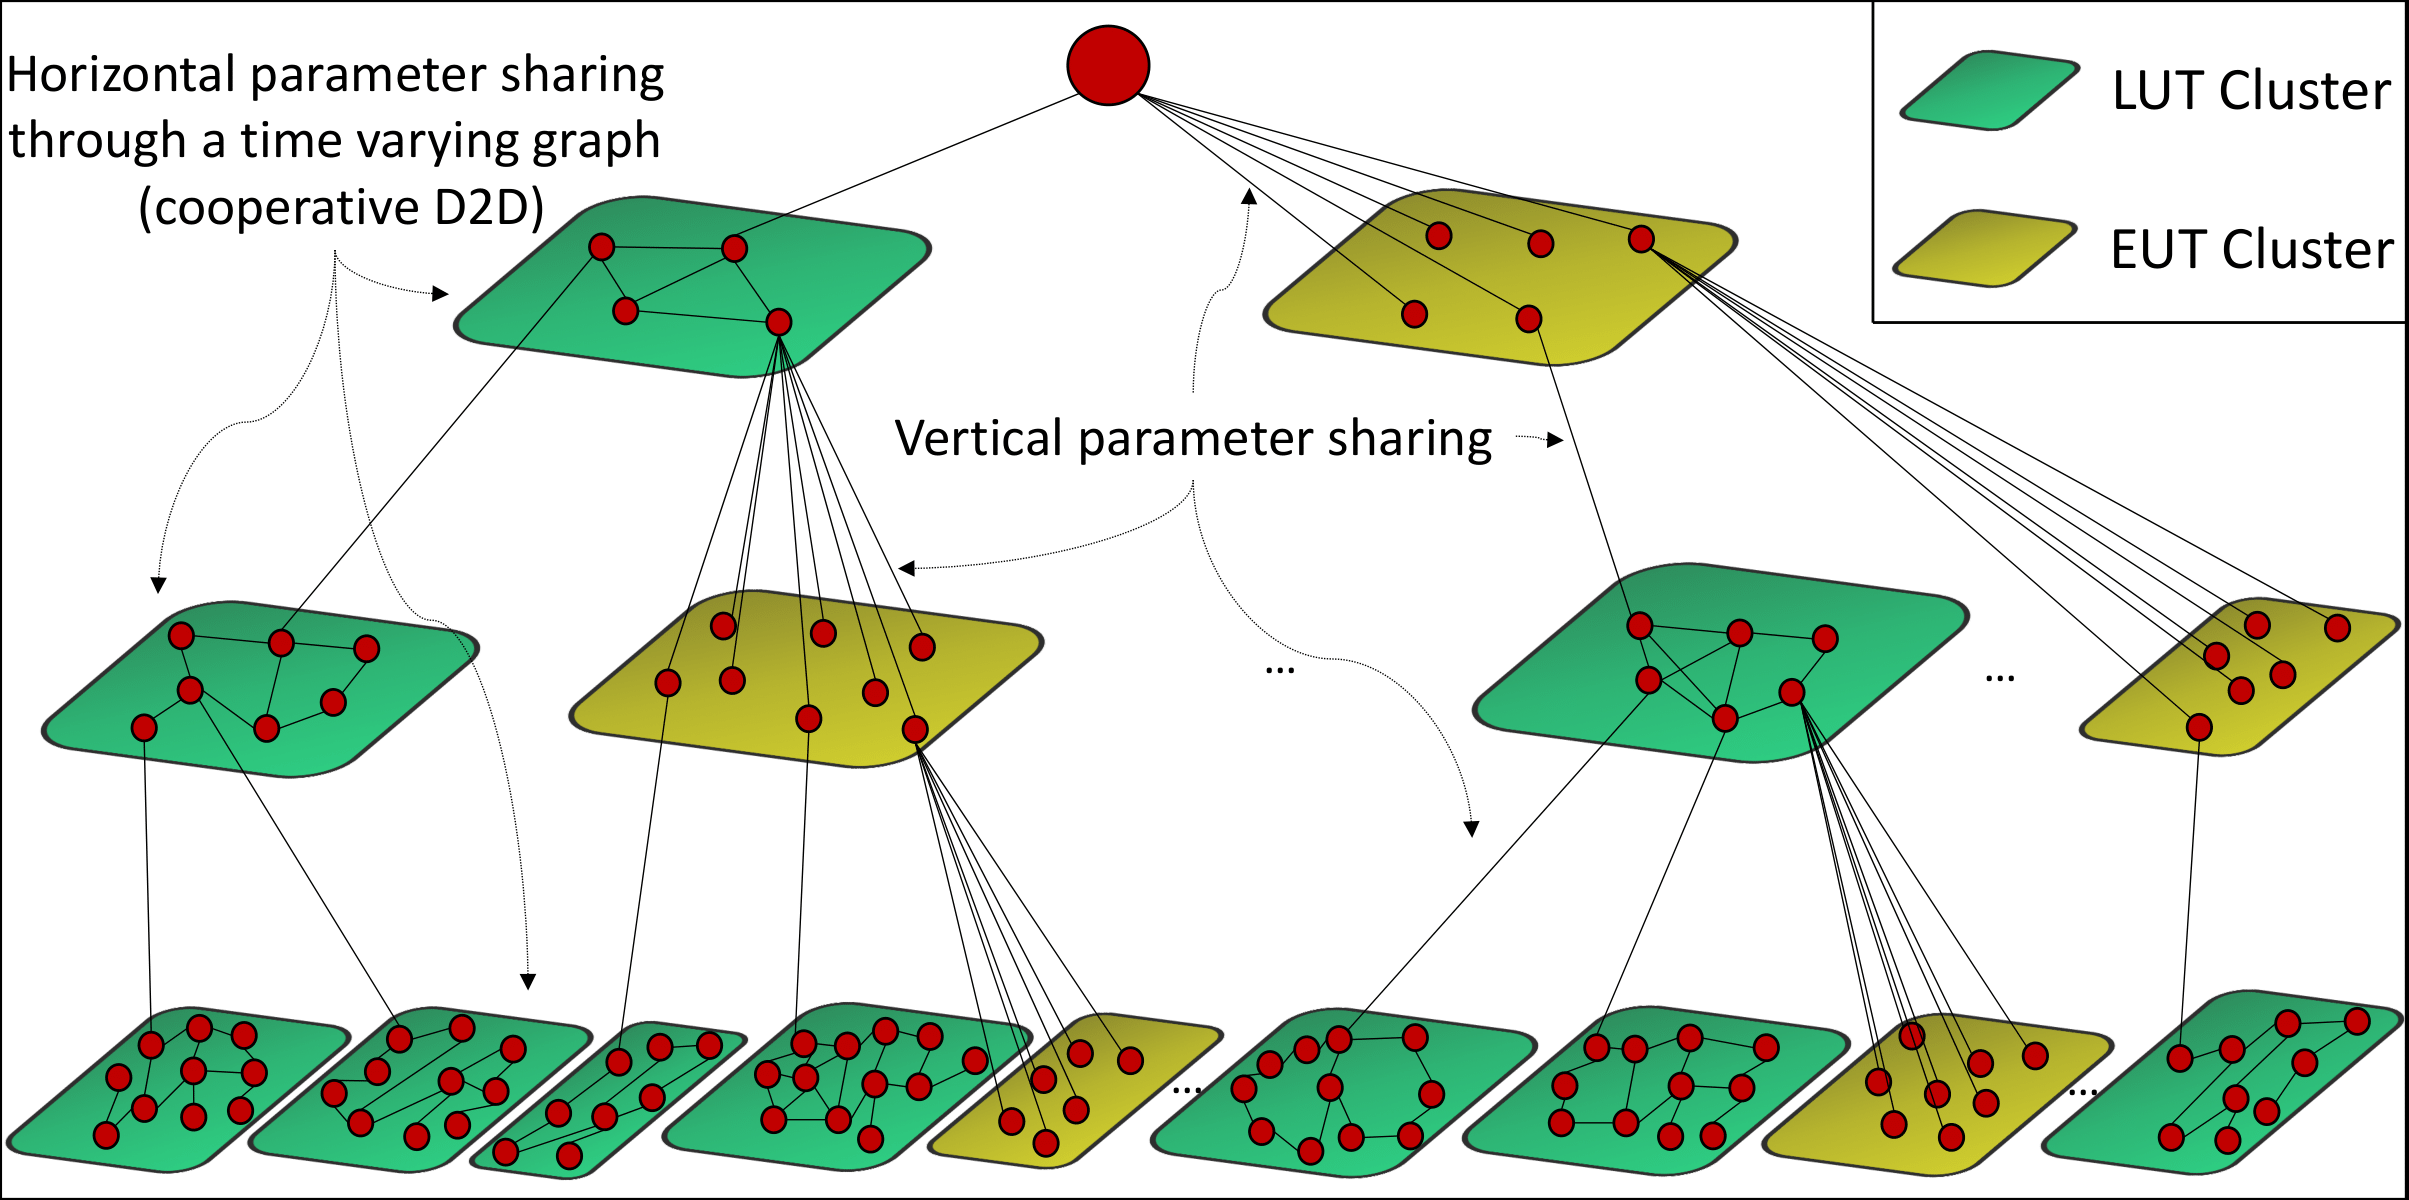 Horizontal parameter sharing
through a time varying graph
(cooperative D2D)
LUT Cluster
EUT Cluster
Vertical parameter sharing
...
...
...
...